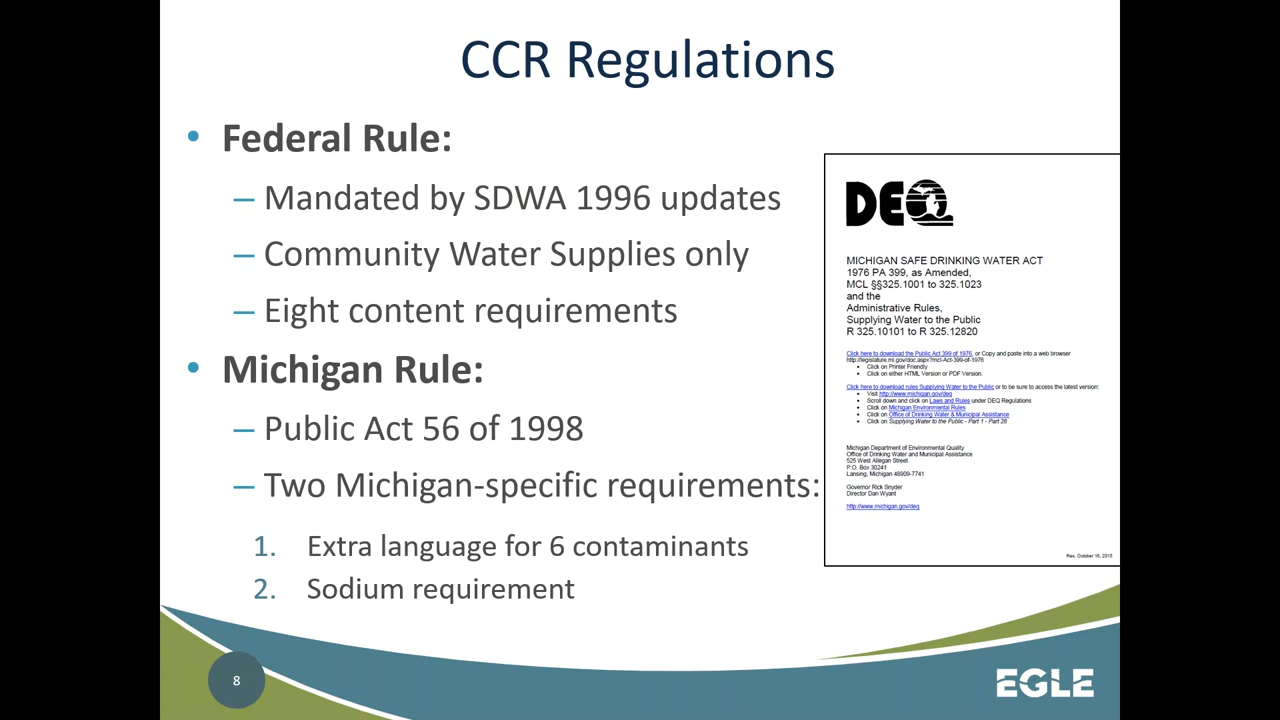 CCR Regulations
• Federal Rule:
– Mandated by SDWA 1996 updates
– Community Water Supplies only
– Eight content requirements
• Michigan Rule:
– Public Act 56 of 1998
– Two Michigan-specific requirements:
1. Extra language for 6 contaminants
2. Sodium requirement
DEQ
MICHIGAN SAFE DRINKING WATER ACT
1976 PA 399, as Amended,
MCL §§325.1001 to 325.1023
and the
Administrative Rules,
Supplying Water to the Public
R 325.10101 to R 325.12820
Click here to download the Public Act 399 of 1976, or Copy and paste into a web browser
http://legislature.mi.gov/doc.aspx?mcl-Act-399-of-1976
• Click on Printer Friendly
• Click on either HTML Version or PDF Version.
Click here to download rules Supplying Water to the Public or to be sure to access the latest version:
• Visit http://www.michigan.gov/deq
• Scroll down and click on Laws and Rules under DEQ Regulations
• Click on Michigan Environmental Rules
• Click on Office of Drinking Water & Municipal Assistance
• Click on Supplying Water to the Public - Part 1 - Part 28
Michigan Department of Environmental Quality
Office of Drinking Water and Municipal Assistance
525 West Allegan Street
P.O. Box 30241
Lansing, Michigan 48909-7741
Governor Rick Snyder
Director Dan Wyant
http://www.michigan.gov/deq
Rev. October 16, 2015
8
EGLE